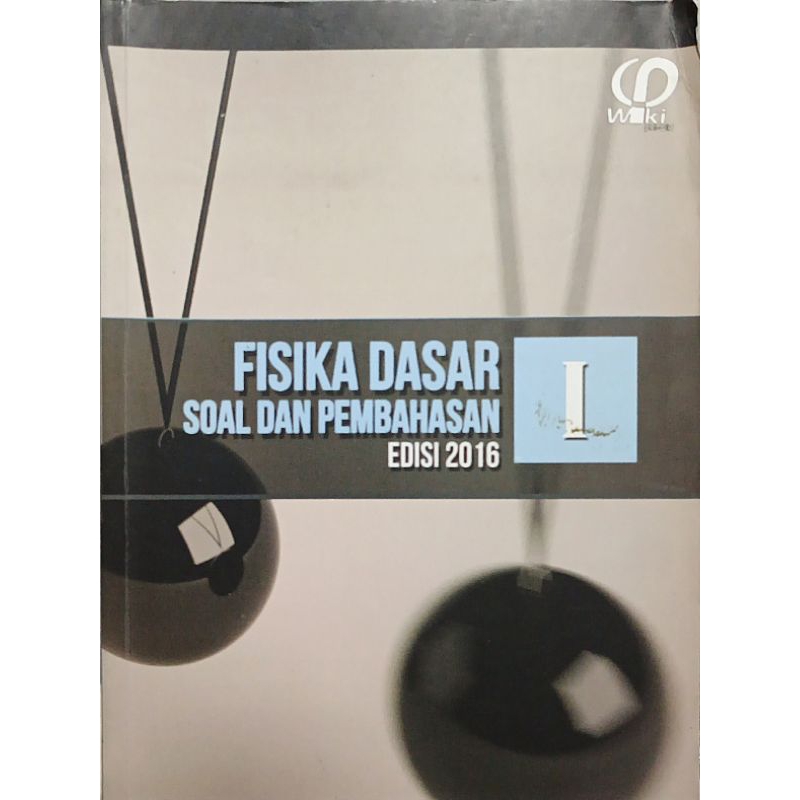 FISIKA DASAR
I
SOAL DAN PEMBAHASAN
EDISI 2016